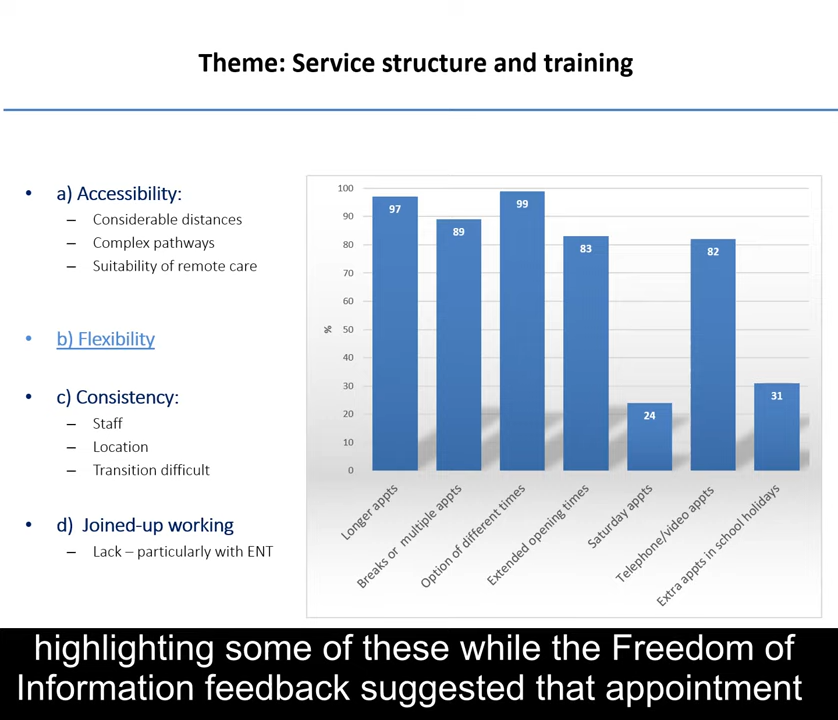 Theme: Service structure and training
• a) Accessibility:
– Considerable distances
– Complex pathways
– Suitability of remote care
• b) Flexibility
• c) Consistency:
– Staff
– Location
– Transition difficult
• d) Joined-up working
– Lack – particularly with ENT
100
90
80
70
60
50
40
30
20
10
0
%
97
89
99
83
24
82
31
Longer appts
Breaks or multiple appts
Option of different times
Extended opening times
Saturday appts
Telephone/video appts
Extra appts in school holidays
highlighting some of these while the Freedom of
Information feedback suggested that appointment